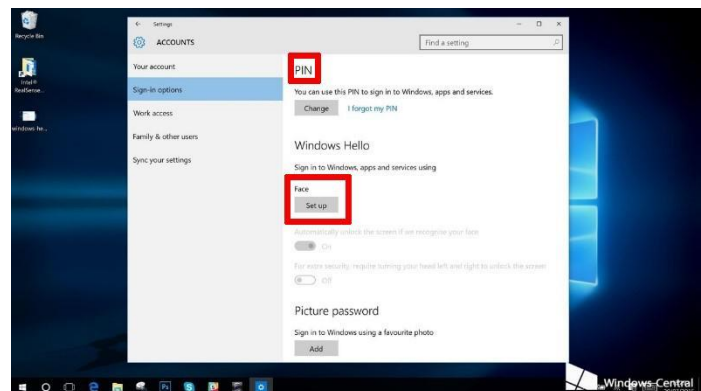 Recycle Bin
Intel®
RealSense...
windows he...
Settings
ACCOUNTS
Find a setting
Your account
Sign-in options
Work access
Family & other users
Sync your settings
PIN
You can use this PIN to sign in to Windows, apps and services.
Change
I forgot my PIN
Windows Hello
Sign in to Windows, apps and services using
Face
Set up
Automatically unlock the screen if we recognise your face
On
For more security, require turning your head left and right to unlock the screen
Off
Picture password
Sign in to Windows using a favourite photo
Add
Windows Central